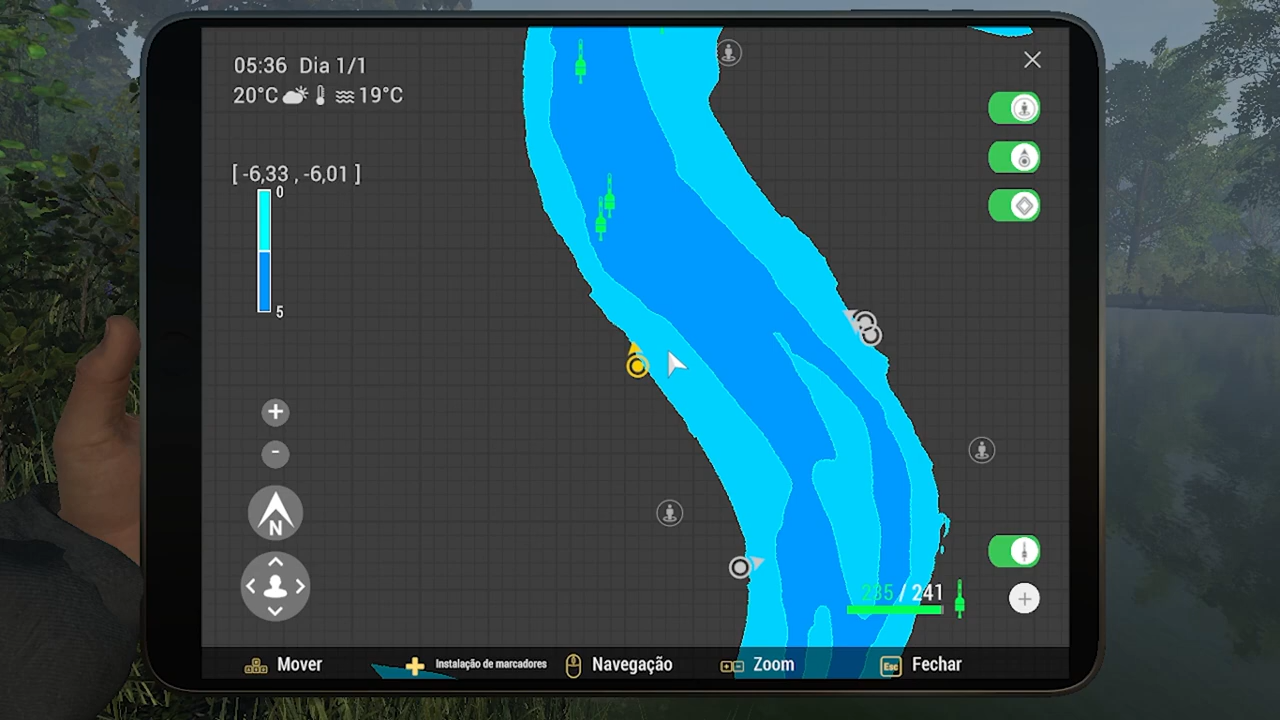 05:36 Dia 1/1
20°C 19°C
[ -6,33 , -6,01 ]
0
5
+
-
N
235 / 241
+
Mover
Instalação de marcadores
Navegação
Zoom
Esc Fechar